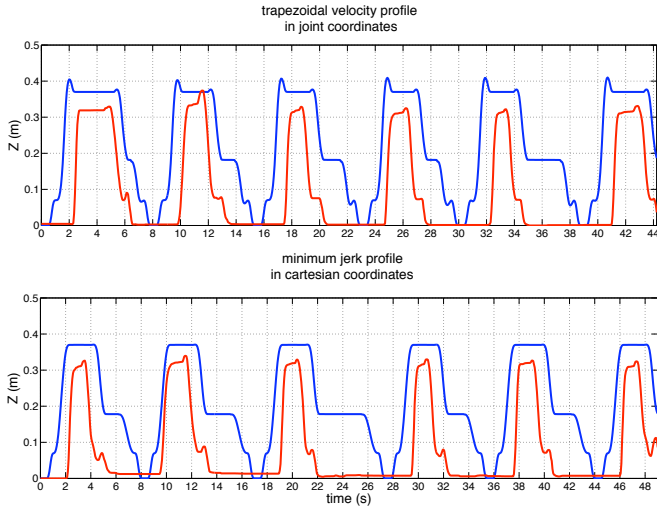 trapezoidal velocity profile
in joint coordinates
0.5
0.4
0.3
0.2
0.1
0
Z (m)
0 2 4 6 8 10 12 14 16 18 20 22 24 26 28 30 32 34 36 38 40 42 44
minimum jerk profile
in cartesian coordinates
0.5
0.4
0.3
0.2
0.1
0
Z (m)
0 2 4 6 8 10 12 14 16 18 20 22 24 26 28 30 32 34 36 38 40 42 44 46 48
time (s)